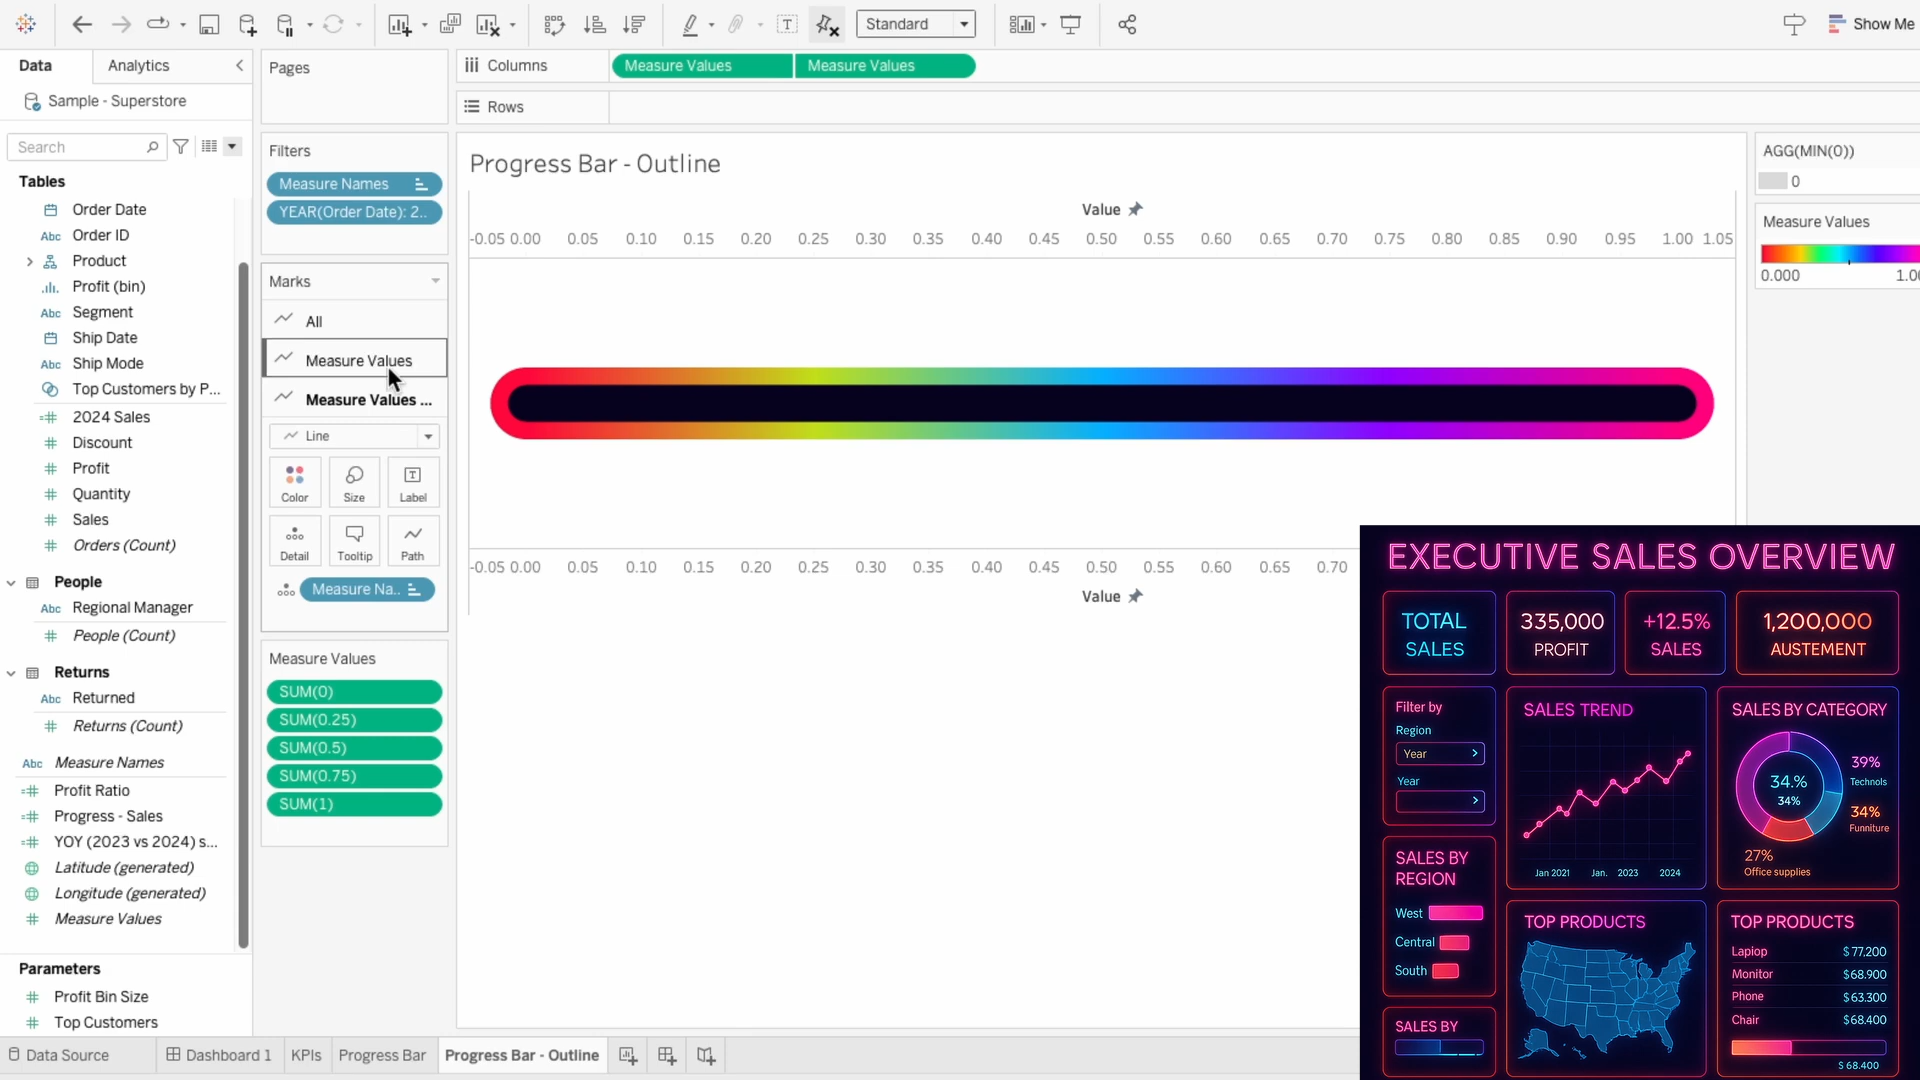 Standard
Show Me
Data
Analytics
Pages
Columns
Measure Values
Measure Values
Sample - Superstore
Rows
Search
Filters
Measure Names
YEAR(Order Date): 2..
Tables
Order Date
Order ID
Product
Profit (bin)
Segment
Ship Date
Ship Mode
Top Customers by P...
2024 Sales
Discount
Profit
Quantity
Sales
Orders (Count)
People
Regional Manager
People (Count)
Returns
Returned
Returns (Count)
Measure Names
Profit Ratio
Progress - Sales
YOY (2023 vs 2024) s...
Latitude (generated)
Longitude (generated)
Measure Values
Parameters
Profit Bin Size
Top Customers
Marks
All
Measure Values
Measure Values ...
Line
Color
Size
Label
Detail
Tooltip
Path
Measure Na..
Measure Values
SUM(0)
SUM(0.25)
SUM(0.5)
SUM(0.75)
SUM(1)
Progress Bar - Outline
Value
-0.05 0.00 0.05 0.10 0.15 0.20 0.25 0.30 0.35 0.40 0.45 0.50 0.55 0.60 0.65 0.70 0.75 0.80 0.85 0.90 0.95 1.00 1.05
-0.05 0.00 0.05 0.10 0.15 0.20 0.25 0.30 0.35 0.40 0.45 0.50 0.55 0.60 0.65 0.70
Value
AGG(MIN(0))
0
Measure Values
0.000
1.00
EXECUTIVE SALES OVERVIEW
TOTAL
SALES
335,000
PROFIT
+12.5%
SALES
1,200,000
AUSTEMENT
Filter by
Region
Year
Year
SALES TREND
Jan 2021 Jan. 2023 2024
SALES BY CATEGORY
34.%
34%
39%
Technols
34%
Funniture
27%
Office supplies
SALES BY
REGION
West
Central
South
SALES BY
TOP PRODUCTS
TOP PRODUCTS
Lapiop $77,200
Monitor $68.900
Phone $63.300
Chair $68.400
$68.400
Data Source
Dashboard 1
KPIs
Progress Bar
Progress Bar - Outline